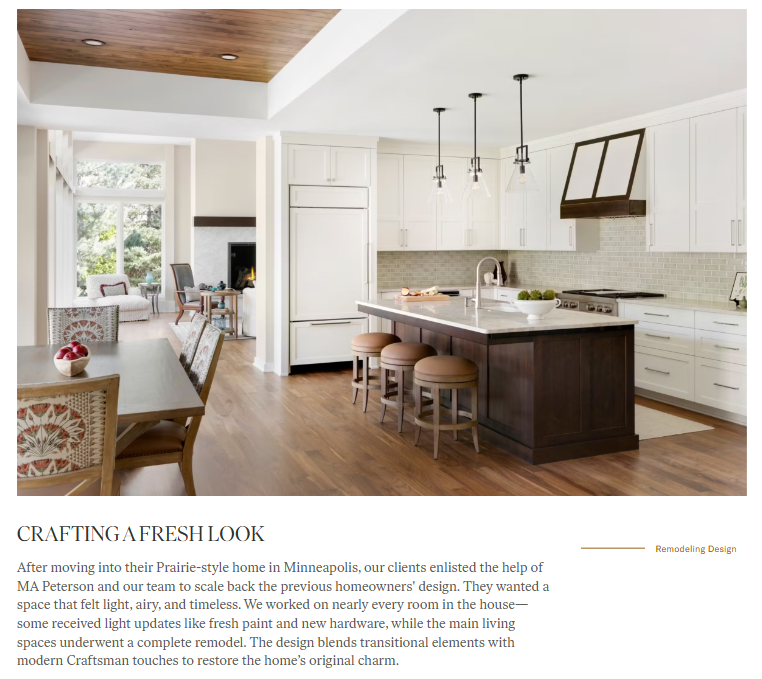 CRAFTING A FRESH LOOK
Remodeling Design
After moving into their Prairie-style home in Minneapolis, our clients enlisted the help of
MA Peterson and our team to scale back the previous homeowners' design. They wanted a
space that felt light, airy, and timeless. We worked on nearly every room in the house—
some received light updates like fresh paint and new hardware, while the main living
spaces underwent a complete remodel. The design blends transitional elements with
modern Craftsman touches to restore the home's original charm.